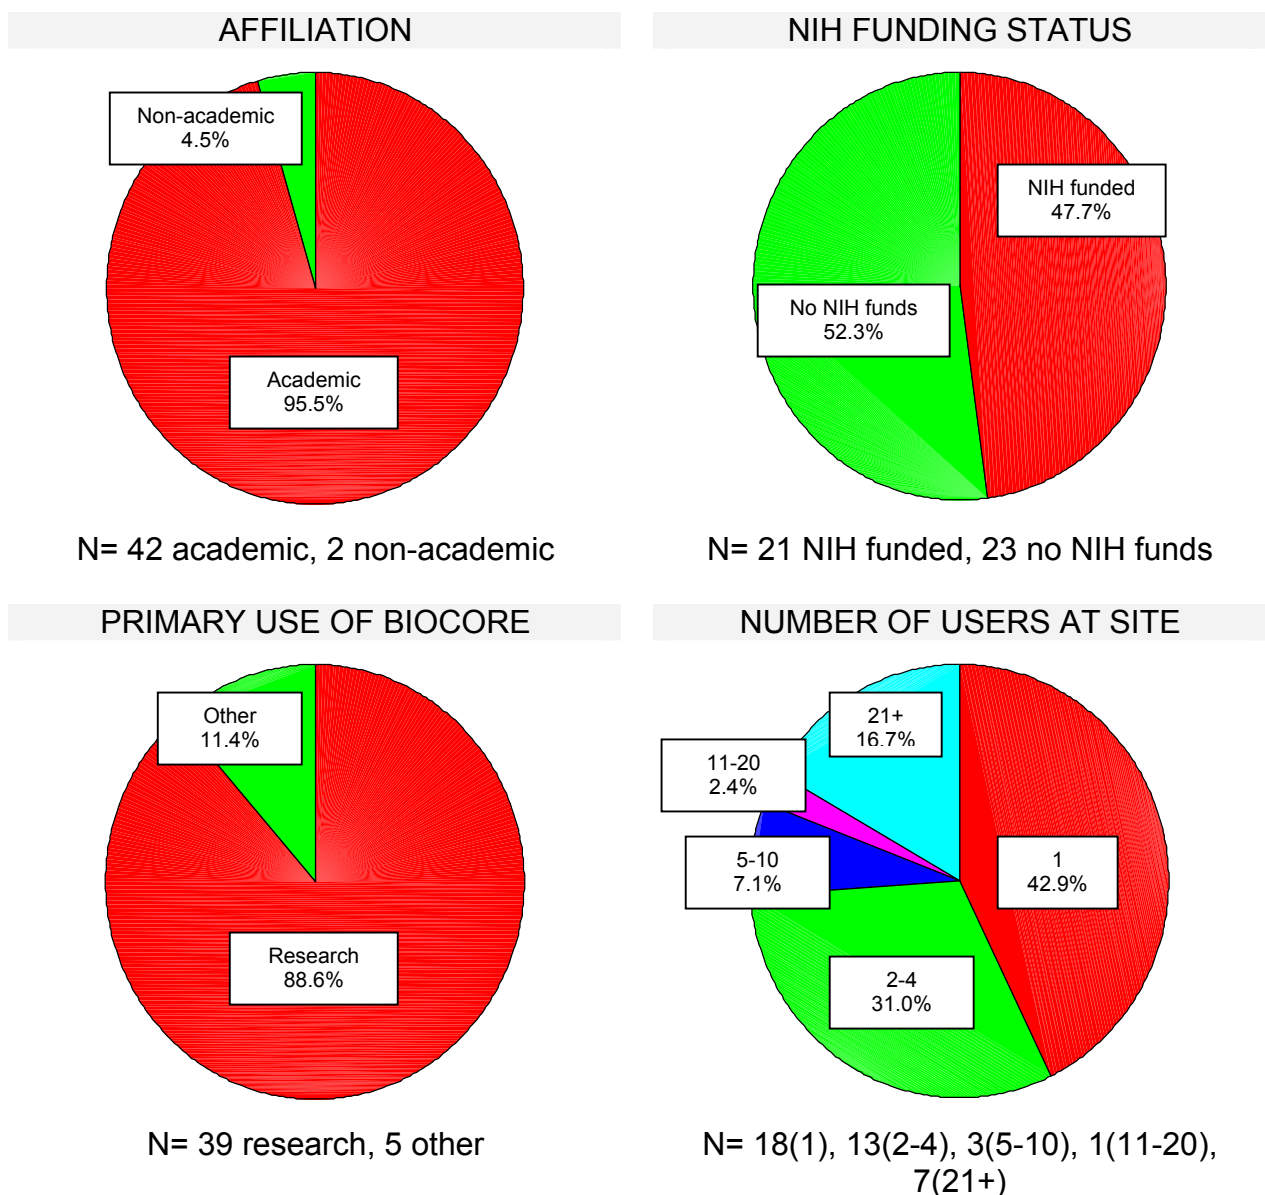 AFFILIATION
Non-academic
4.5%
Academic
95.5%
N= 42 academic, 2 non-academic
NIH FUNDING STATUS
NIH funded
47.7%
No NIH funds
52.3%
N= 21 NIH funded, 23 no NIH funds
PRIMARY USE OF BIOCORE
Other
11.4%
Research
88.6%
N= 39 research, 5 other
NUMBER OF USERS AT SITE
21+
16.7%
11-20
2.4%
5-10
7.1%
1
42.9%
2-4
31.0%
N= 18(1), 13(2-4), 3(5-10), 1(11-20),
7(21+)